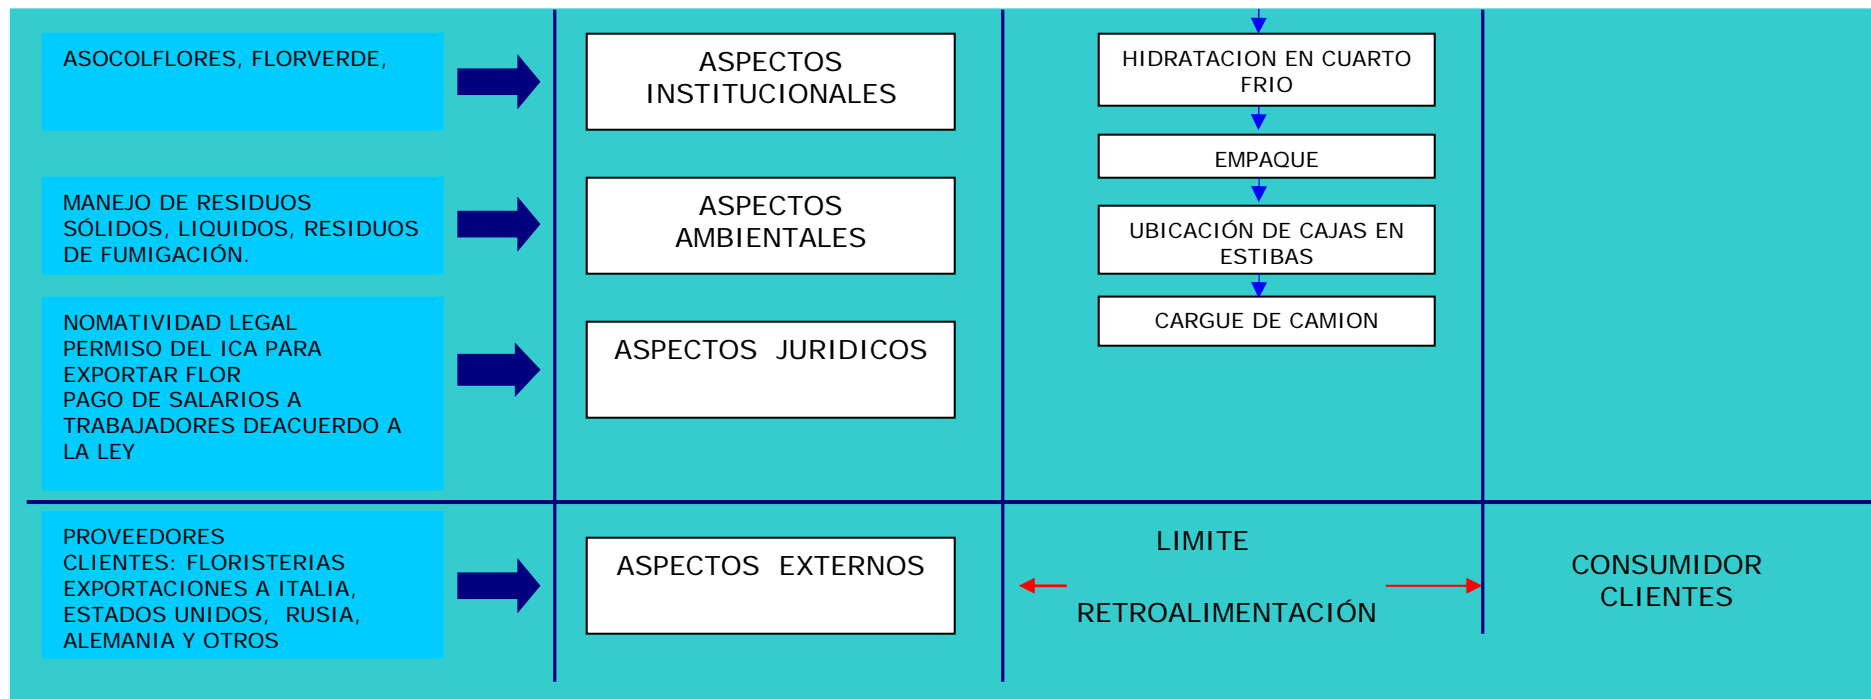 ASOCOLFLORES, FLORVERDE,
ASPECTOS
INSTITUCIONALES
HIDRATACION EN CUARTO
FRIO
EMPAQUE
MANEJO DE RESIDUOS
SÓLIDOS, LIQUIDOS, RESIDUOS
DE FUMIGACIÓN.
ASPECTOS
AMBIENTALES
UBICACIÓN DE CAJAS EN
ESTIBAS
NOMATIVIDAD LEGAL
PERMISO DEL ICA PARA
EXPORTAR FLOR
PAGO DE SALARIOS A
TRABAJADORES DEACUERDO A
LA LEY
ASPECTOS JURIDICOS
CARGUE DE CAMION
PROVEEDORES
CLIENTES: FLORISTERIAS
EXPORTACIONES A ITALIA,
ESTADOS UNIDOS, RUSIA,
ALEMANIA Y OTROS
ASPECTOS EXTERNOS
LIMITE
RETROALIMENTACIÓN
CONSUMIDOR
CLIENTES